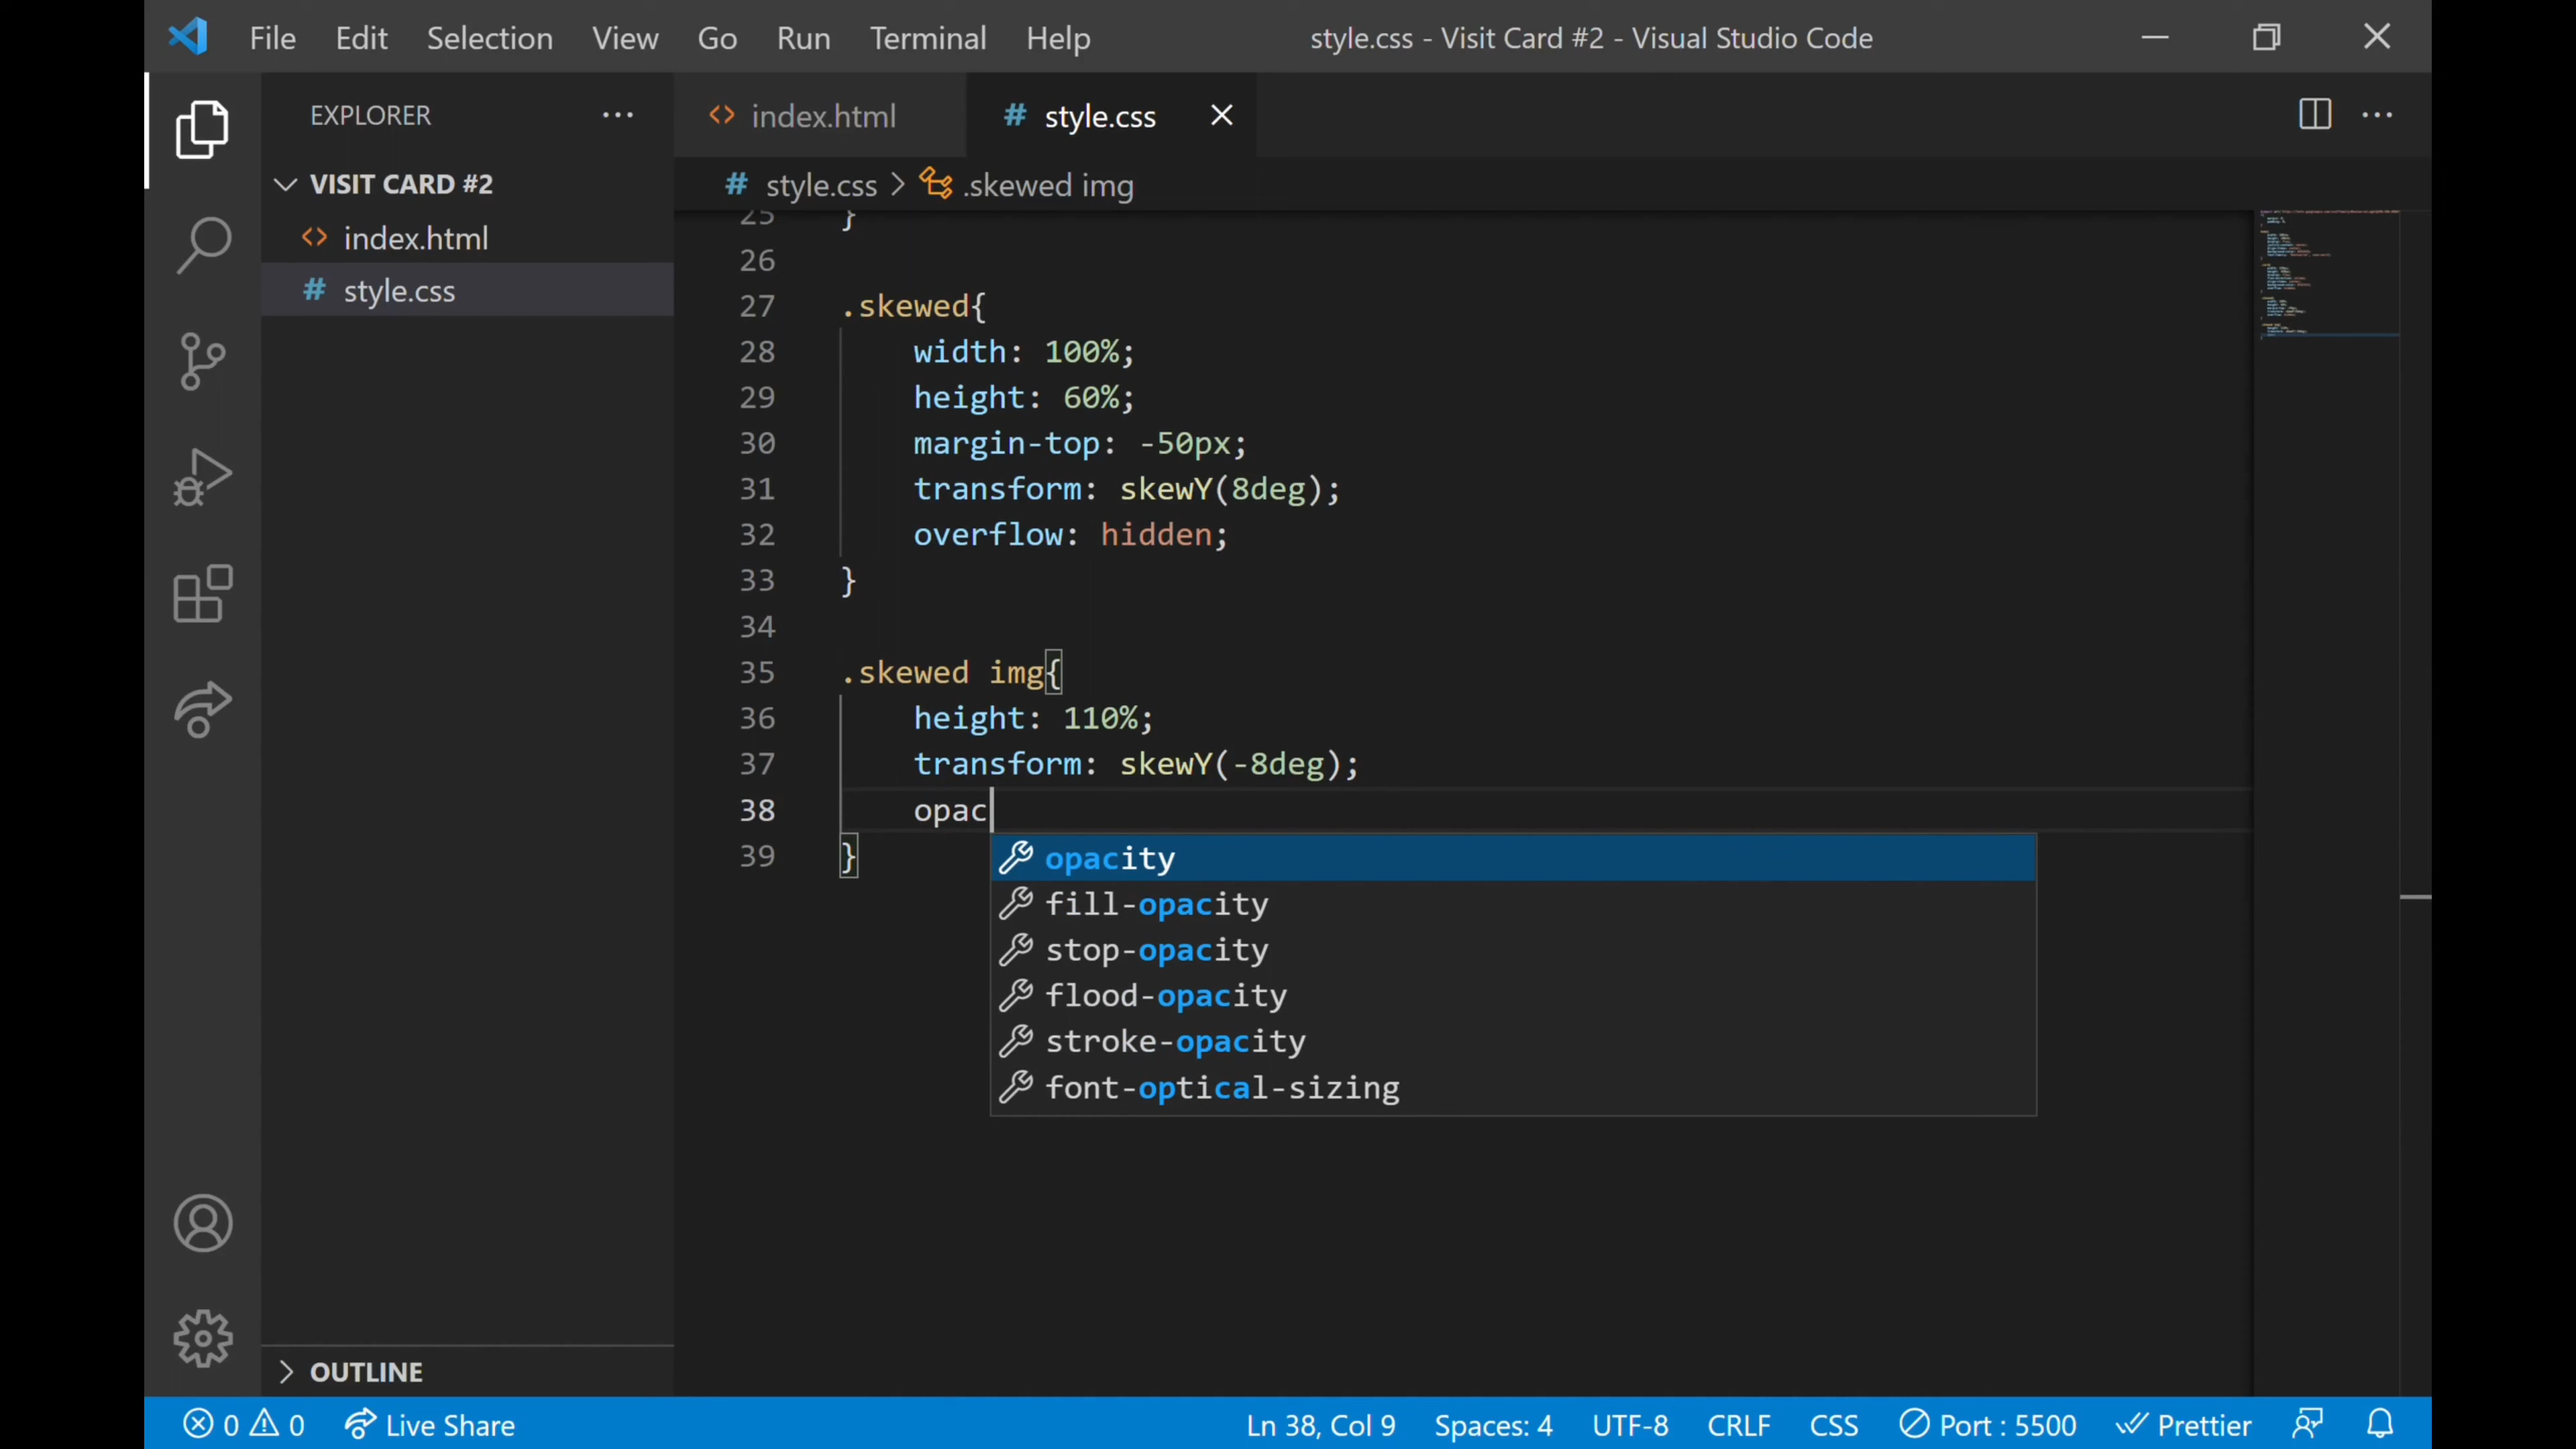 File Edit Selection View Go Run Terminal Help style.css - Visit Card #2 - Visual Studio Code
EXPLORER
VISIT CARD #2
index.html
style.css
OUTLINE
index.html style.css
style.css > .skewed img
25 }
26
27 .skewed{
28 width: 100%;
29 height: 60%;
30 margin-top: -50px;
31 transform: skewY(8deg);
32 overflow: hidden;
33 }
34
35 .skewed img{
36 height: 110%;
37 transform: skewY(-8deg);
38 opac
39 }
opacity
fill-opacity
stop-opacity
flood-opacity
stroke-opacity
font-optical-sizing
0 0 Live Share Ln 38, Col 9 Spaces: 4 UTF-8 CRLF CSS Port : 5500 Prettier